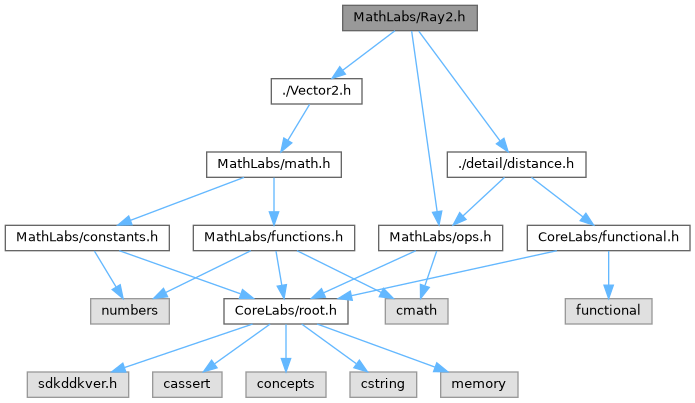 MathLabs/Ray2.h
./Vector2.h
MathLabs/math.h
./detail/distance.h
MathLabs/constants.h
MathLabs/functions.h
MathLabs/ops.h
CoreLabs/functional.h
numbers
CoreLabs/root.h
cmath
functional
sdkddkver.h
cassert
concepts
cstring
memory